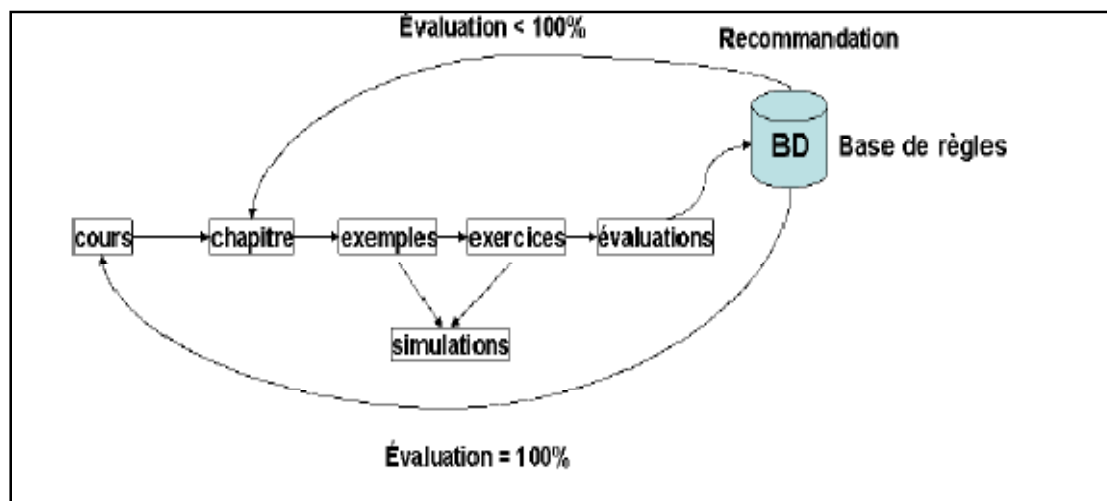 Évaluation < 100%
Recommandation
BD
Base de règles
cours
chapitre
exemples
exercices
évaluations
simulations
Évaluation = 100%